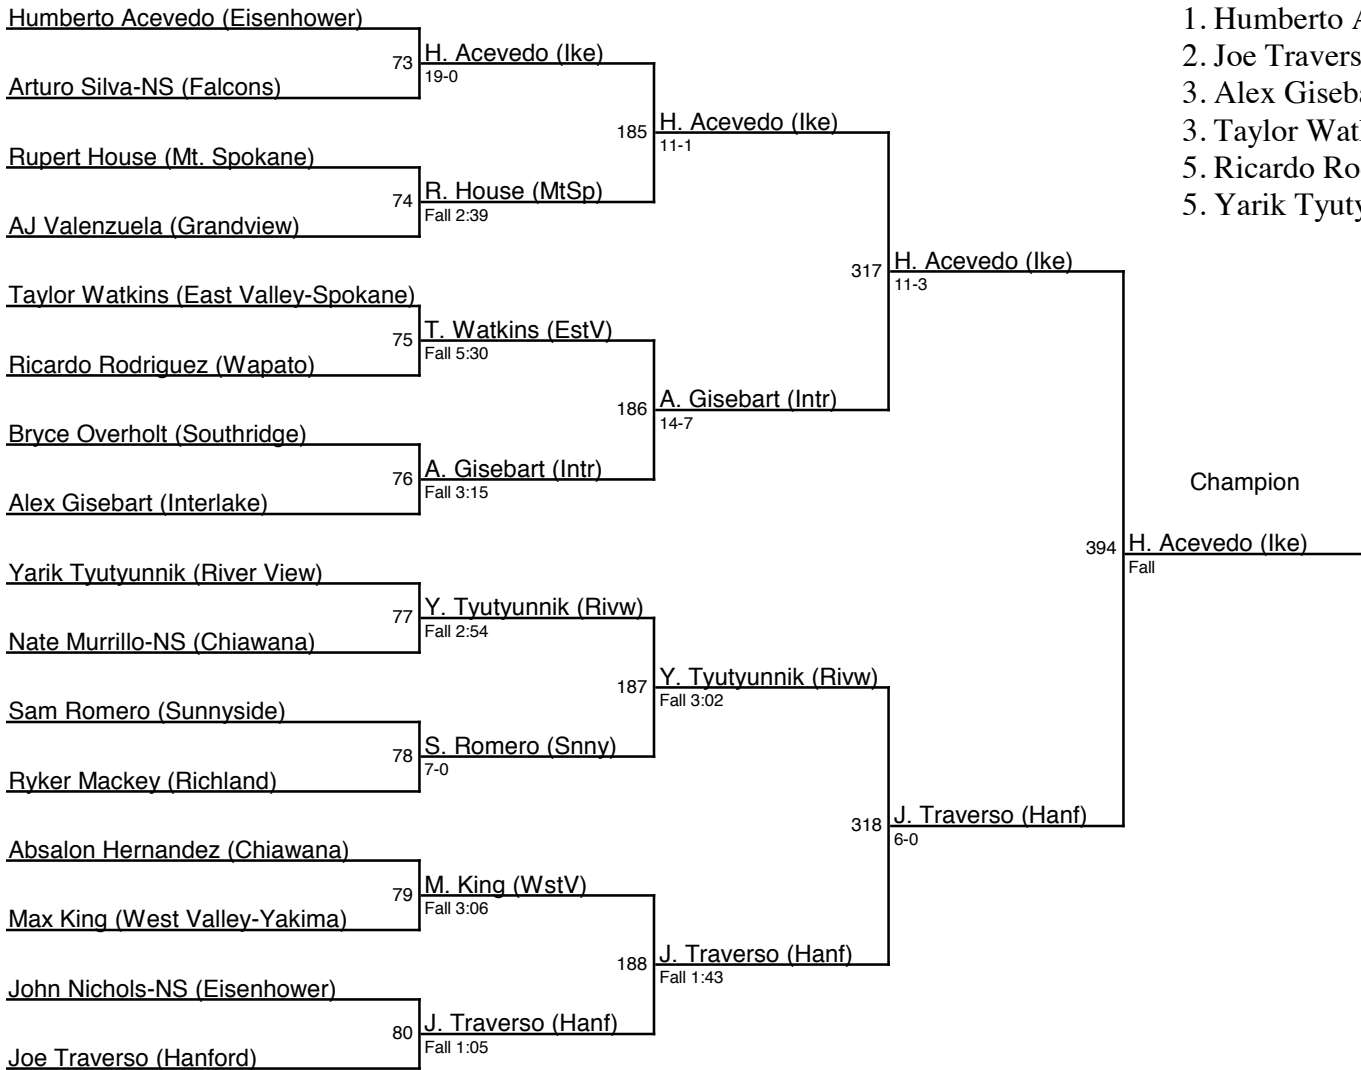 Humberto Acevedo (Eisenhower)
73
H. Acevedo (Ike)
19-0
Arturo Silva-NS (Falcons)
185
H. Acevedo (Ike)
11-1
Rupert House (Mt. Spokane)
74
R. House (MtSp)
Fall 2:39
AJ Valenzuela (Grandview)
317
H. Acevedo (Ike)
11-3
Taylor Watkins (East Valley-Spokane)
75
T. Watkins (EstV)
Fall 5:30
Ricardo Rodriguez (Wapato)
186
A. Gisebart (Intr)
14-7
Bryce Overholt (Southridge)
76
A. Gisebart (Intr)
Fall 3:15
Alex Gisebart (Interlake)
Champion
394
H. Acevedo (Ike)
Fall
Yarik Tyutyunnik (River View)
77
Y. Tyutyunnik (Rivw)
Fall 2:54
Nate Murrillo-NS (Chiawana)
187
Y. Tyutyunnik (Rivw)
Fall 3:02
Sam Romero (Sunnyside)
78
S. Romero (Snny)
7-0
Ryker Mackey (Richland)
318
J. Traverso (Hanf)
6-0
Absalon Hernandez (Chiawana)
79
M. King (WstV)
Fall 3:06
Max King (West Valley-Yakima)
188
J. Traverso (Hanf)
Fall 1:43
John Nichols-NS (Eisenhower)
80
J. Traverso (Hanf)
Fall 1:05
Joe Traverso (Hanford)
1. Humberto
2. Joe Travers
3. Alex Giseb
3. Taylor Wat
5. Ricardo Ro
5. Yarik Tyuty